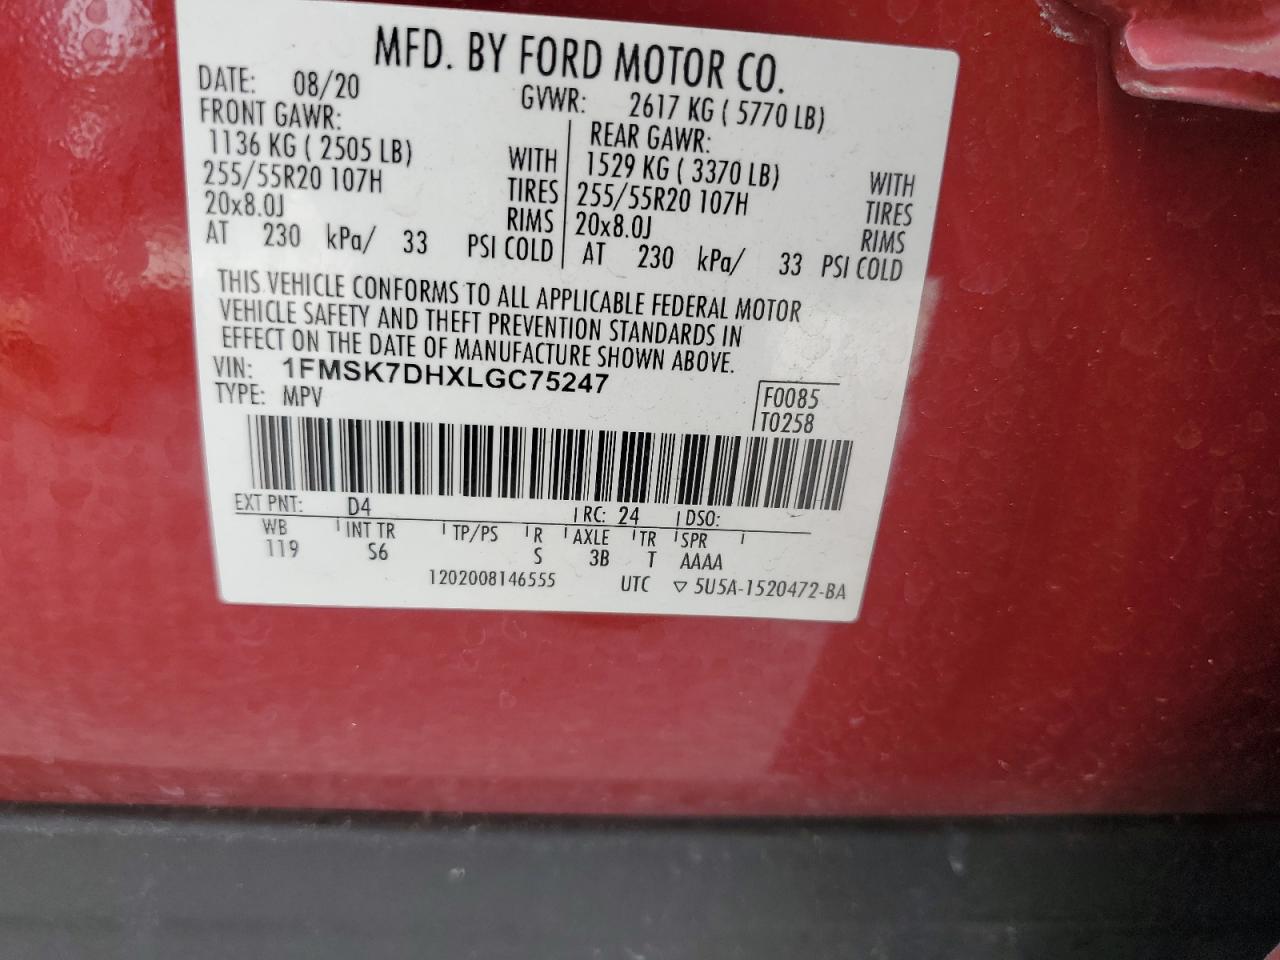 MFD. BY FORD MOTOR CO.
DATE: 08/20 GVWR: 2617 KG ( 5770 LB)
FRONT GAWR: REAR GAWR:
1136 KG ( 2505 LB) WITH 1529 KG ( 3370 LB) WITH
255/55R20 107H TIRES 255/55R20 107H TIRES
20x8.0J RIMS 20x8.0J RIMS
AT 230 kPa/ 33 PSI COLD AT 230 kPa/ 33 PSI COLD
THIS VEHICLE CONFORMS TO ALL APPLICABLE FEDERAL MOTOR
VEHICLE SAFETY AND THEFT PREVENTION STANDARDS IN
EFFECT ON THE DATE OF MANUFACTURE SHOWN ABOVE.
VIN: 1FMSK7DHXLGC75247
TYPE: MPV
F0085
T0258
EXT PNT: D4 RC: 24 DSO:
WB INT TR TP/PS R AXLE TR SPR
119 S6 S 3B T AAAA
1202008146555 UTC ▽ 5U5A-1520472-BA